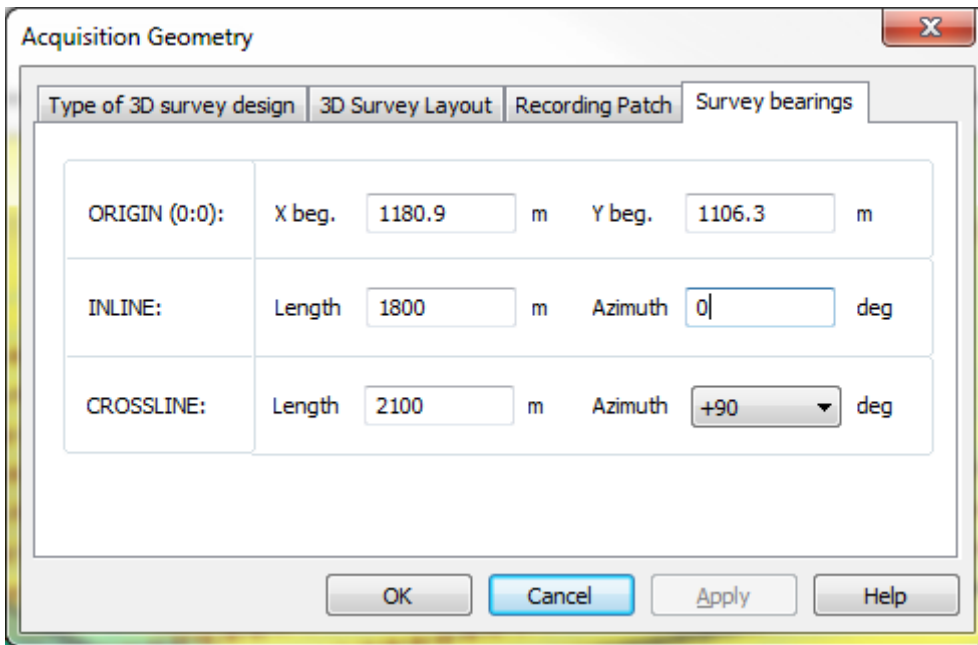 Acquisition Geometry
Type of 3D survey design 3D Survey Layout Recording Patch Survey bearings
ORIGIN (0:0): X beg. 1180.9 m Y beg. 1106.3 m
INLINE: Length 1800 m Azimuth 0 deg
CROSSLINE: Length 2100 m Azimuth +90 deg
OK Cancel Apply Help